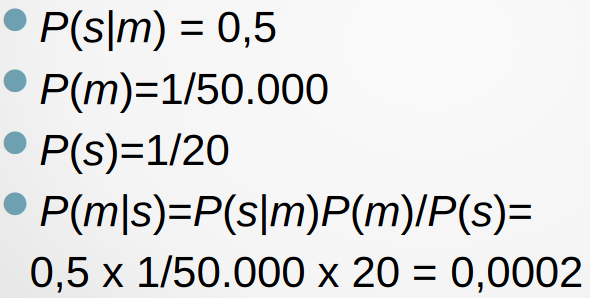 P(s|m) = 0,5
P(m)=1/50.000
P(s)=1/20
P(m|s)=P(s|m)P(m)/P(s)=
0,5 x 1/50.000 x 20 = 0,0002